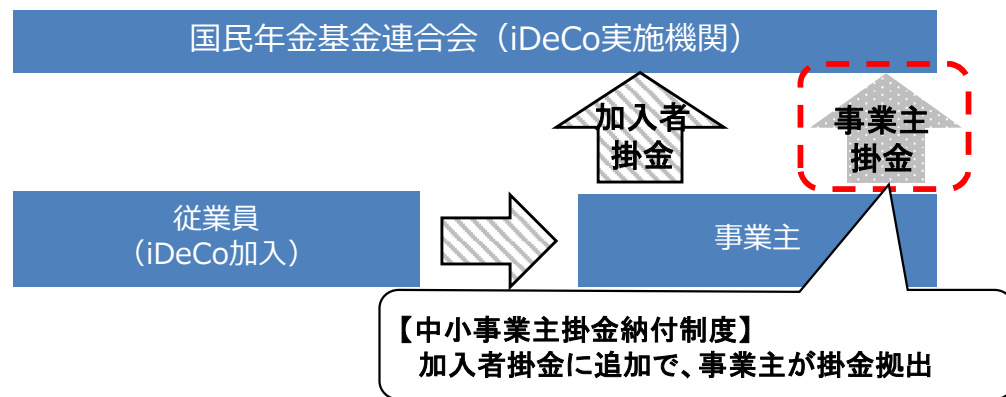 国民年金基金連合会（iDeCo実施機関）
加入者
掛金
事業主
掛金
従業員
（iDeCo加入）
事業主
【中小事業主掛金納付制度】
加入者掛金に追加で、事業主が掛金拠出